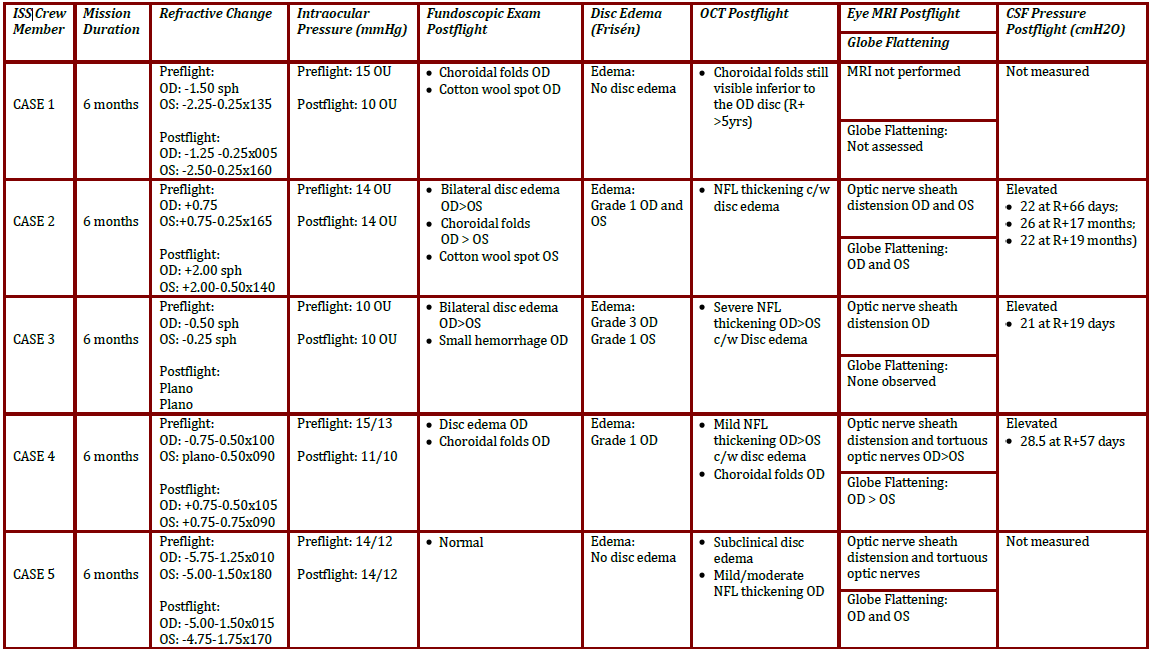 ISS Crew Member
Mission Duration
Refractive Change
Intraocular Pressure (mmHg)
Fundoscopic Exam Postflight
Disc Edema (Frisén)
OCT Postflight
Eye MRI Postflight
Globe Flattening
CSF Pressure Postflight (cmH2O)
CASE 1
6 months
Preflight:
OD: -1.50 sph
OS: -2.25-0.25x135
Postflight:
OD: -1.25 -0.25x005
OS: -2.50-0.25x160
Preflight: 15 OU
Postflight: 10 OU
• Choroidal folds OD
• Cotton wool spot OD
Edema:
No disc edema
• Choroidal folds still
visible inferior to
the OD disc (R+
>5yrs)
MRI not performed
Globe Flattening:
Not assessed
Not measured
CASE 2
6 months
Preflight:
OD: +0.75
OS:+0.75-0.25x165
Postflight:
OD: +2.00 sph
OS: +2.00-0.50x140
Preflight: 14 OU
Postflight: 14 OU
• Bilateral disc edema
OD>OS
• Choroidal folds
OD > OS
• Cotton wool spot OS
Edema:
Grade 1 OD and
OS
• NFL thickening c/w
disc edema
Optic nerve sheath
distension OD and OS
Globe Flattening:
OD and OS
Elevated
• 22 at R+66 days;
• 26 at R+17 months;
• 22 at R+19 months)
CASE 3
6 months
Preflight:
OD: -0.50 sph
OS: -0.25 sph
Postflight:
Plano
Plano
Preflight: 10 OU
Postflight: 10 OU
• Bilateral disc edema
OD>OS
• Small hemorrhage OD
Edema:
Grade 3 OD
Grade 1 OS
• Severe NFL
thickening OD>OS
c/w Disc edema
Optic nerve sheath
distension OD
Globe Flattening:
None observed
Elevated
• 21 at R+19 days
CASE 4
6 months
Preflight:
OD: -0.75-0.50x100
OS: plano-0.50x090
Postflight:
OD: +0.75-0.50x105
OS: +0.75-0.75x090
Preflight: 15/13
Postflight: 11/10
• Disc edema OD
• Choroidal folds OD
Edema:
Grade 1 OD
• Mild NFL
thickening OD>OS
c/w disc edema
• Choroidal folds OD
Optic nerve sheath
distension and tortuous
optic nerves OD>OS
Globe Flattening:
OD > OS
Elevated
• 28.5 at R+57 days
CASE 5
6 months
Preflight:
OD: -5.75-1.25x010
OS: -5.00-1.50x180
Postflight:
OD: -5.00-1.50x015
OS: -4.75-1.75x170
Preflight: 14/12
Postflight: 14/12
• Normal
Edema:
No disc edema
• Subclinical disc
edema
• Mild/moderate
NFL thickening OD
Optic nerve sheath
distension and tortuous
optic nerves
Globe Flattening:
OD and OS
Not measured